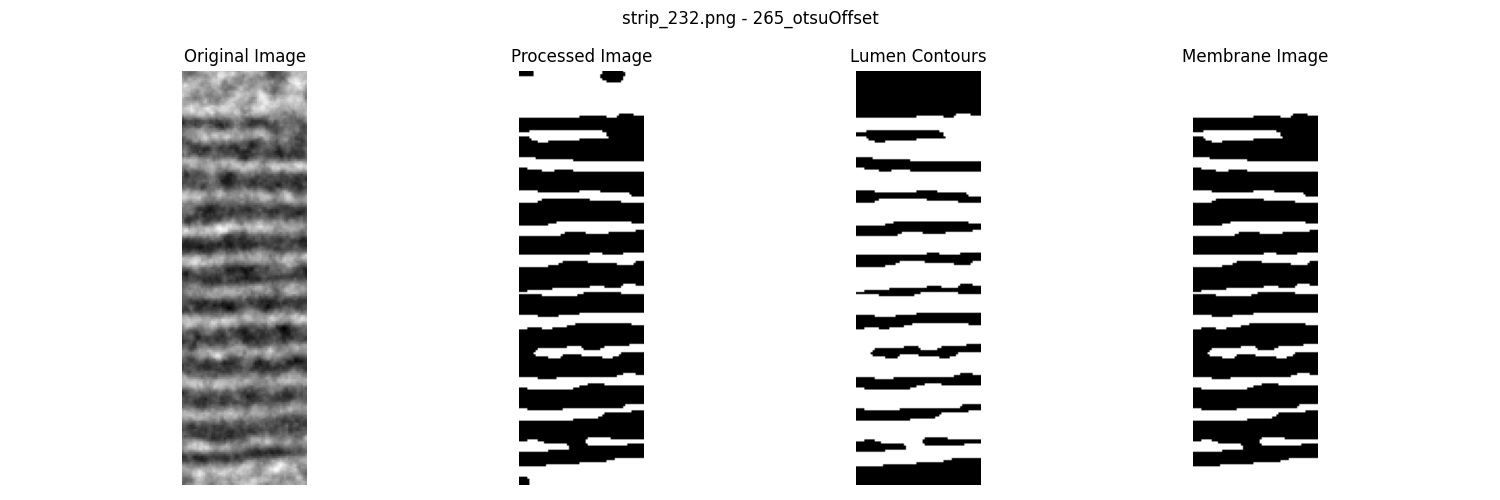 strip_232.png - 265_otsuOffset
Original Image
Processed Image
Lumen Contours
Membrane Image